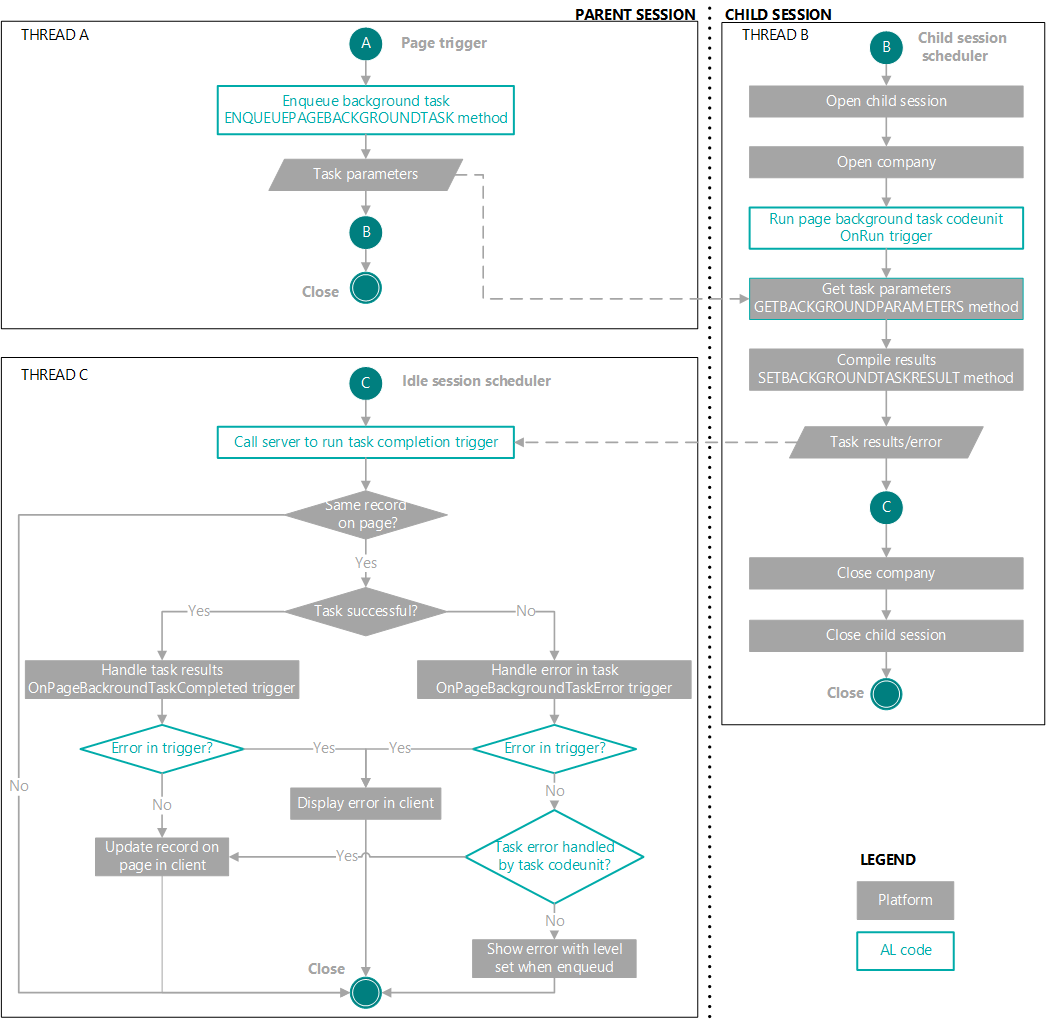 PARENT SESSION
CHILD SESSION
THREAD A
A
Page trigger
Enqueue background task
ENQUEUEPAGEBACKGROUNDTASK method
Task parameters
B
Close
THREAD B
B
Child session
scheduler
Open child session
Open company
Run page background task codeunit
OnRun trigger
Get task parameters
GETBACKGROUNDPARAMETERS method
Compile results
SETBACKGROUNDTASKRESULT method
Task results/error
C
Close company
Close child session
Close
THREAD C
C
Idle session scheduler
Call server to run task completion trigger
Same record
on page?
Yes
Task successful?
Yes
No
Handle task results
OnPageBackroundTaskCompleted trigger
Handle error in task
OnPageBackgroundTaskError trigger
Error in trigger?
Yes
Yes
Error in trigger?
No
No
No
Display error in client
Update record on
page in client
Yes
Task error handled
by task codeunit?
No
Show error with level
set when enqueud
Close
LEGEND
Platform
AL code